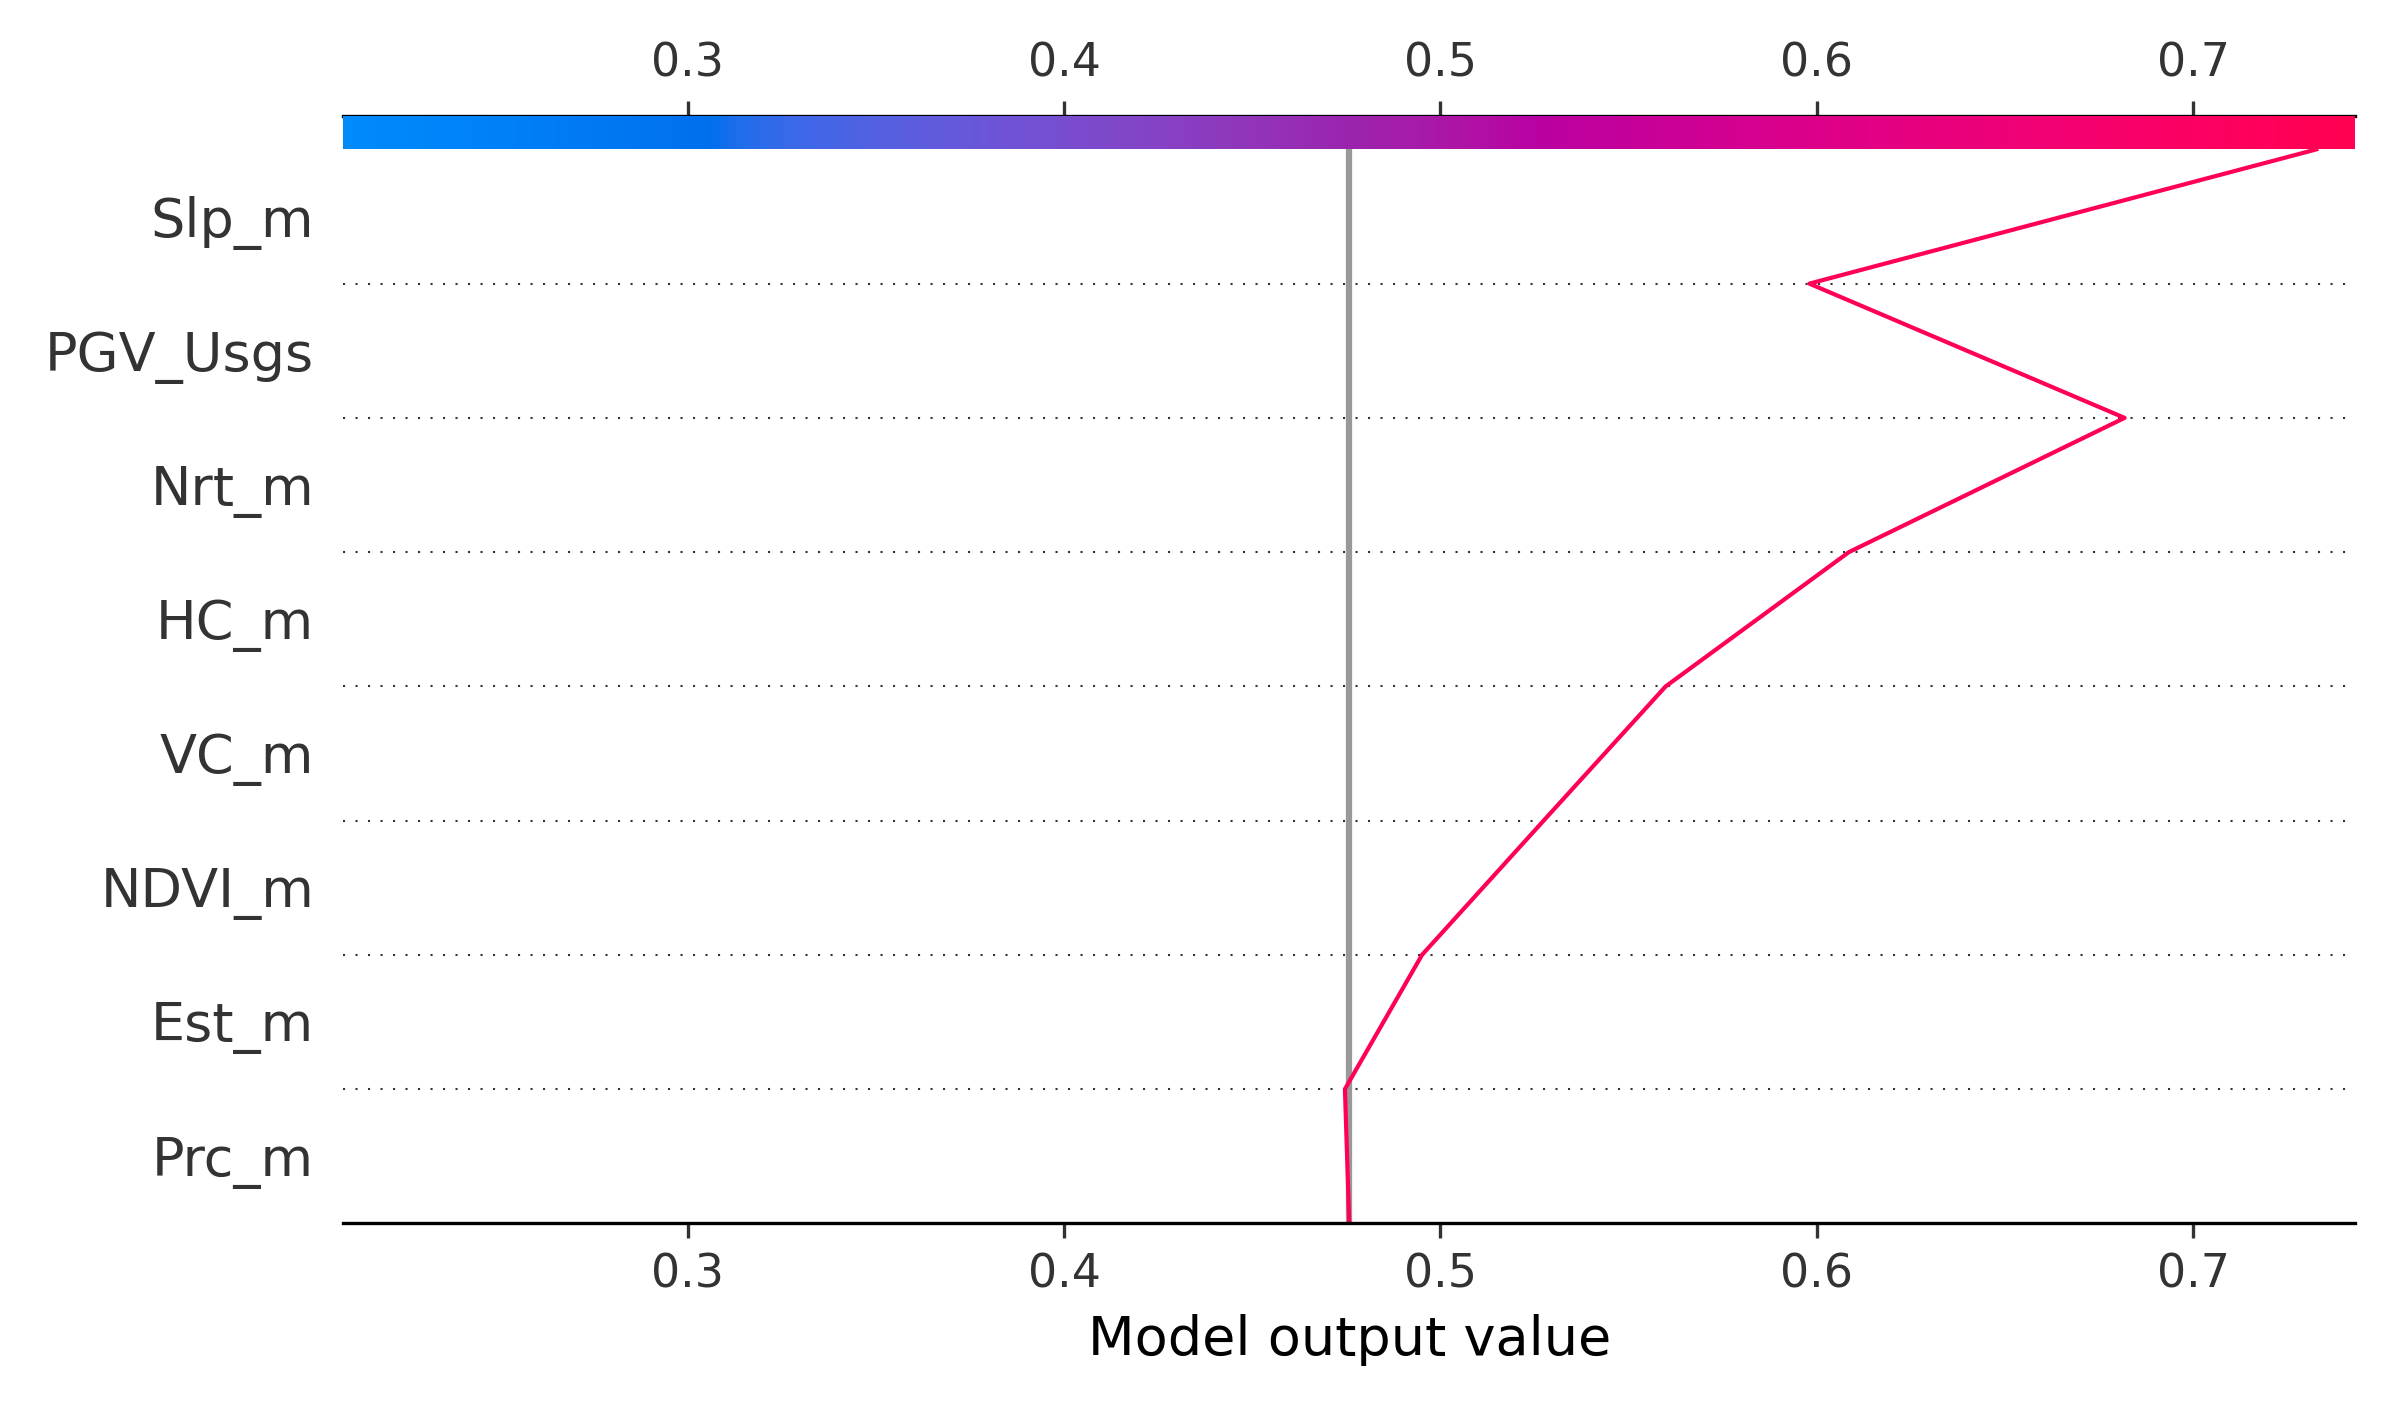 0.3 0.4 0.5 0.6 0.7
Slp_m
PGV_Usgs
Nrt_m
HC_m
VC_m
NDVI_m
Est_m
Prc_m
0.3 0.4 0.5 0.6 0.7
Model output value